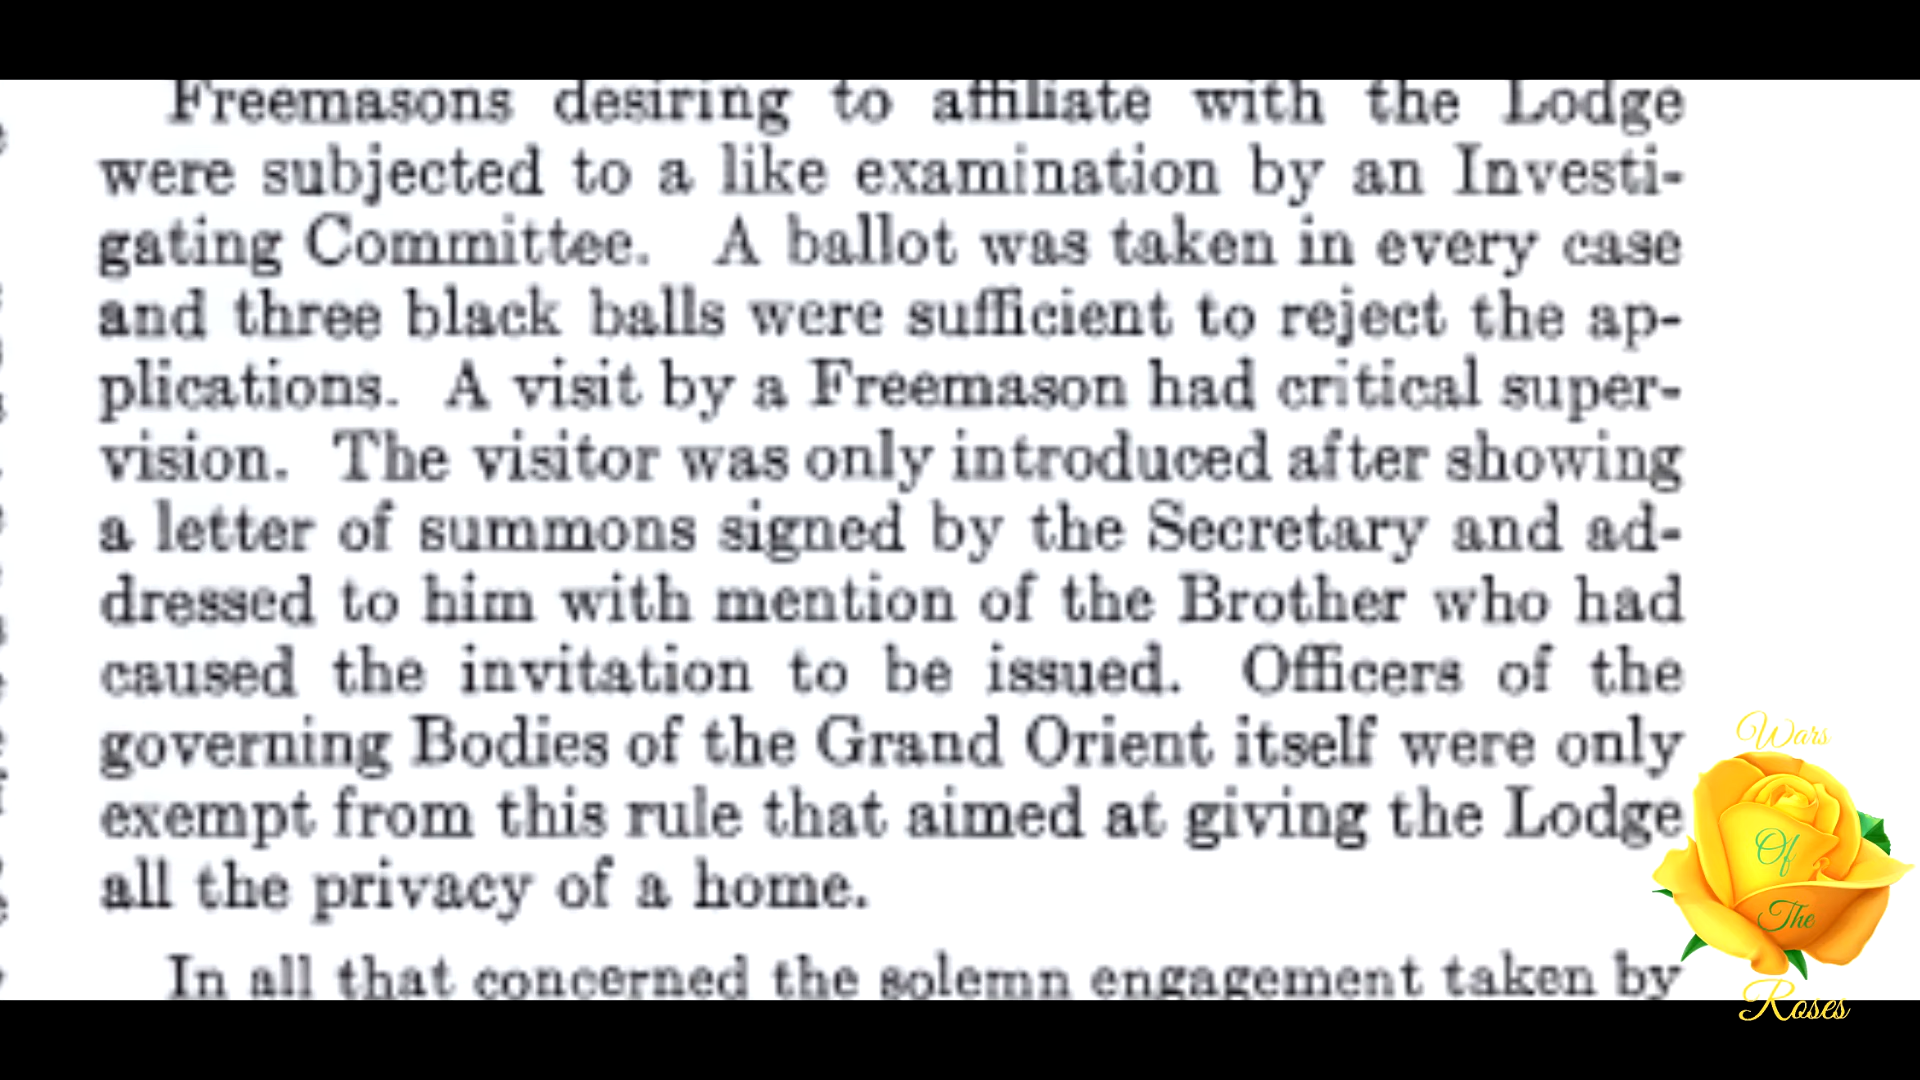 Freemasons desiring to affiliate with the Lodge
were subjected to a like examination by an Investi-
gating Committee. A ballot was taken in every case
and three black balls were sufficient to reject the ap-
plications. A visit by a Freemason had critical super-
vision. The visitor was only introduced after showing
a letter of summons signed by the Secretary and ad-
dressed to him with mention of the Brother who had
caused the invitation to be issued. Officers of the
governing Bodies of the Grand Orient itself were only
exempt from this rule that aimed at giving the Lodge
all the privacy of a home.
In all that concerned the solemn engagement taken by
Wars
Of
The
Roses